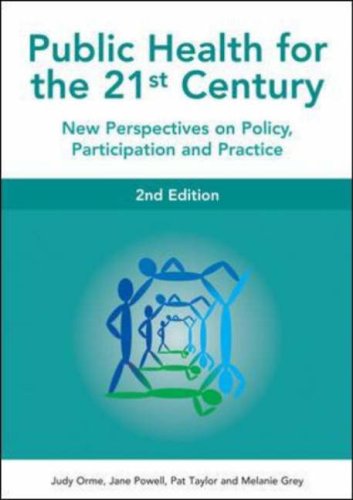 Public Health for
the 21st Century
New Perspectives on Policy,
Participation and Practice
2nd Edition
Judy Orme, Jane Powell, Pat Taylor and Melanie Grey